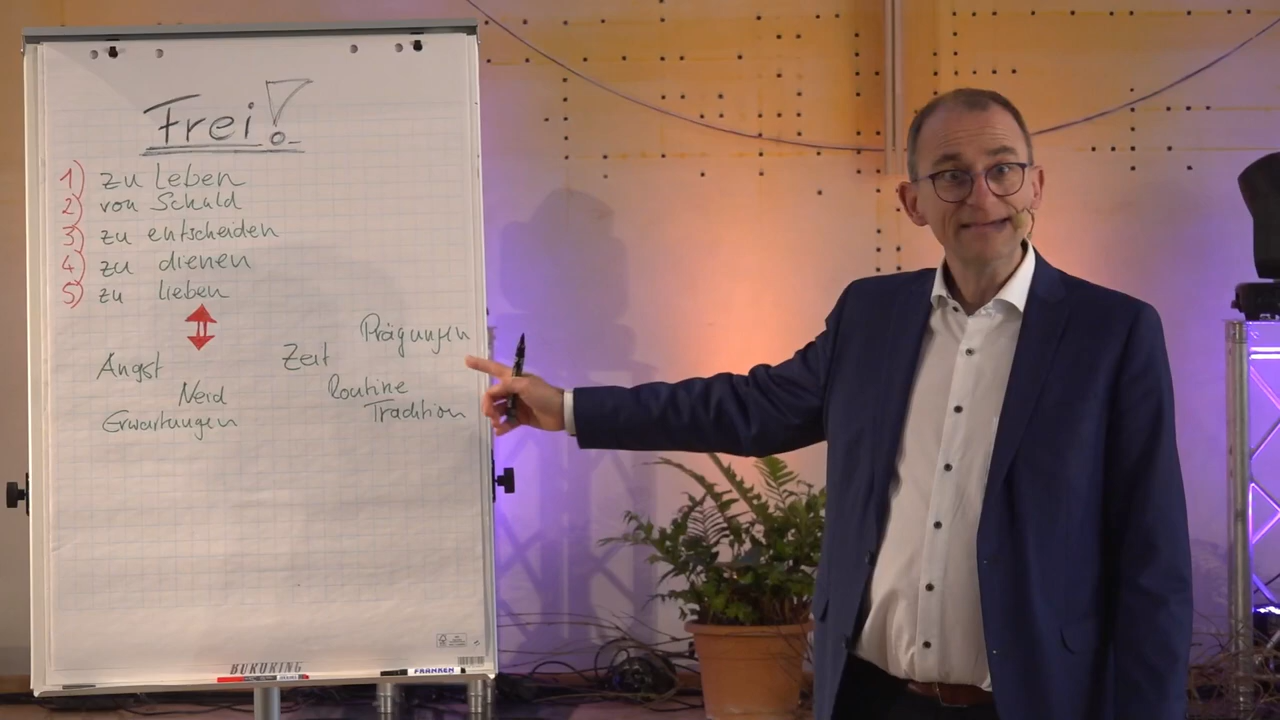 Frei!
1) zu Leben
2) von Schuld
3) zu entscheiden
4) zu dienen
5) zu lieben
Prägungen
Angst Zeit
Neid Routine
Erwartungen Tradition
BÜRORING
FRANKEN